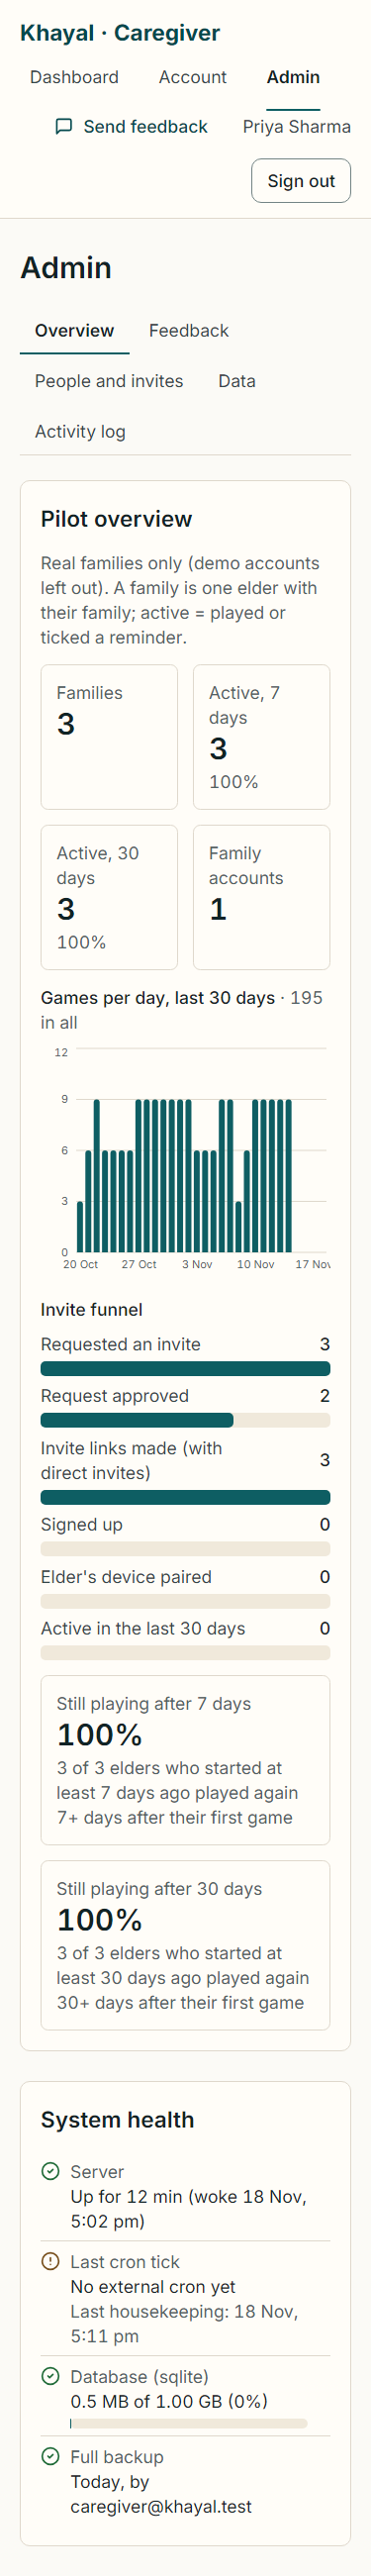 Khayal · Caregiver
Dashboard Account Admin
Send feedback Priya Sharma
Sign out
Admin
Overview Feedback
People and invites Data
Activity log
Pilot overview
Real families only (demo accounts
left out). A family is one elder with
their family; active = played or
ticked a reminder.
Families
3
Active, 7
days
3
100%
Active, 30
days
3
100%
Family
accounts
1
Games per day, last 30 days · 195
in all
12
9
6
3
0
20 Oct 27 Oct 3 Nov 10 Nov 17 Nov
Invite funnel
Requested an invite 3
Request approved 2
Invite links made (with
direct invites) 3
Signed up 0
Elder's device paired 0
Active in the last 30 days 0
Still playing after 7 days
100%
3 of 3 elders who started at
least 7 days ago played again
7+ days after their first game
Still playing after 30 days
100%
3 of 3 elders who started at
least 30 days ago played again
30+ days after their first game
System health
Server
Up for 12 min (woke 18 Nov,
5:02 pm)
Last cron tick
No external cron yet
Last housekeeping: 18 Nov,
5:11 pm
Database (sqlite)
0.5 MB of 1.00 GB (0%)
Full backup
Today, by
caregiver@khayal.test